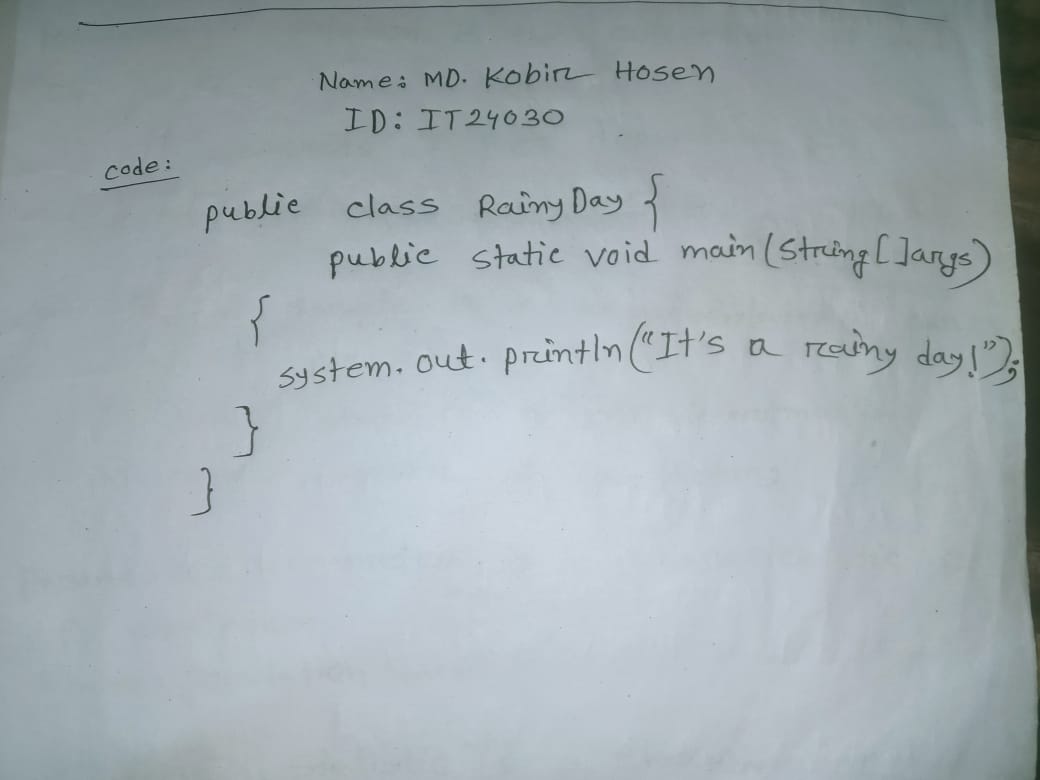 Name: MD. Kobir Hosen
ID: IT24030
code:
public class RainyDay {
public static void main(String[]args)
{
system.out.println("It's a rainy day!");
}
}